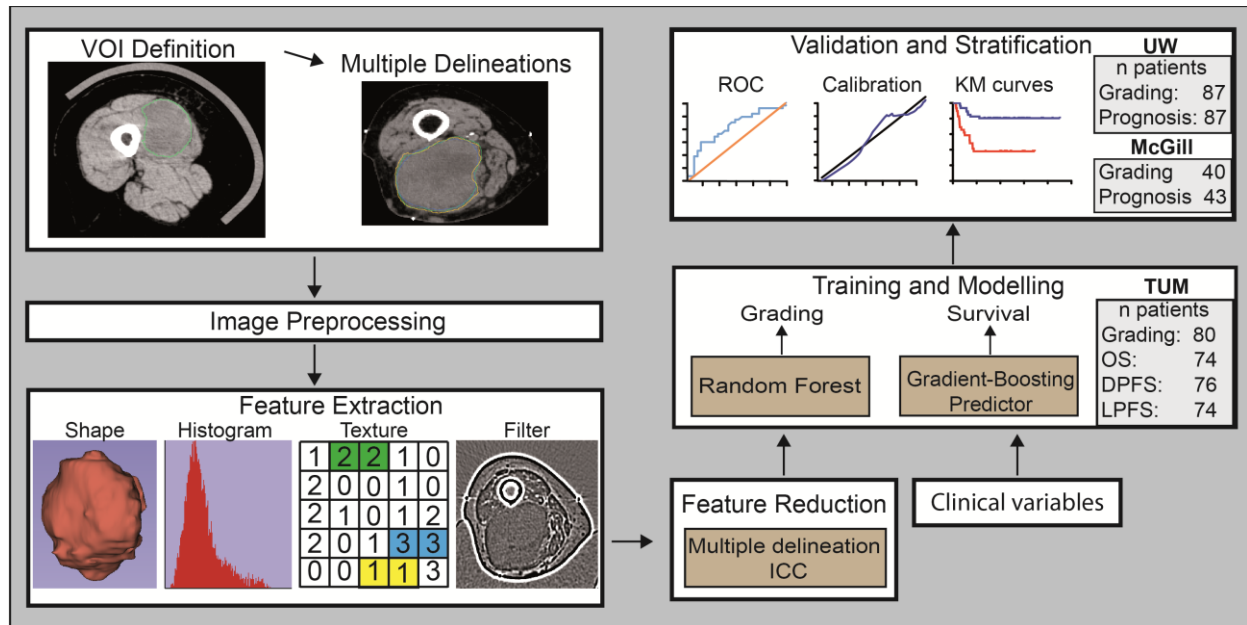 VOI Definition
Multiple Delineations
Image Preprocessing
Feature Extraction
Shape
Histogram
Texture
Filter
1 2 2 1 0
2 0 0 1 0
2 1 0 1 2
2 0 1 3 3
0 0 1 1 3
Feature Reduction
Multiple delineation
ICC
Clinical variables
Training and Modelling
Grading
Survival
Random Forest
Gradient-Boosting
Predictor
TUM
n patients
Grading: 80
OS: 74
DPFS: 76
LPFS: 74
Validation and Stratification
ROC
Calibration
KM curves
UW
n patients
Grading: 87
Prognosis: 87
McGill
Grading 40
Prognosis 43